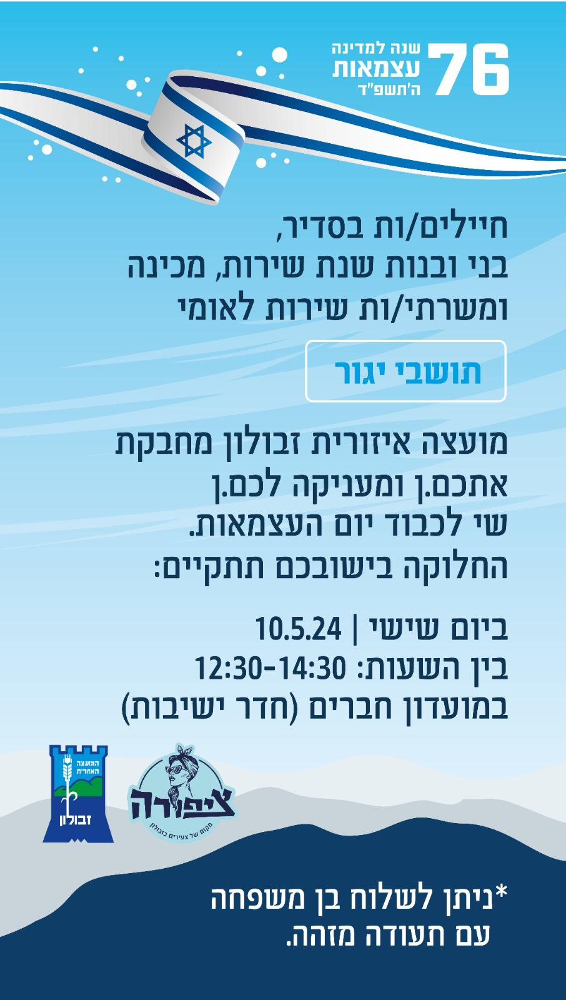 76
שנה למדינה
עצמאות
ה'תשפ"ד
חיילים/ות בסדיר,
בני ובנות שנת שירות, מכינה
ומשרתי/ות שירות לאומי
תושבי יגור
מועצה איזורית זבולון מחבקת
אתכם.ן ומעניקה לכם.ן
שי לכבוד יום העצמאות.
החלוקה בישובכם תתקיים:
ביום שישי | 10.5.24
בין השעות: 12:30-14:30
במועדון חברים (חדר ישיבות)
ציפורה
מקום של צעירים בזבולון
המועצה
האזורית
זבולון
*ניתן לשלוח בן משפחה
עם תעודה מזהה.